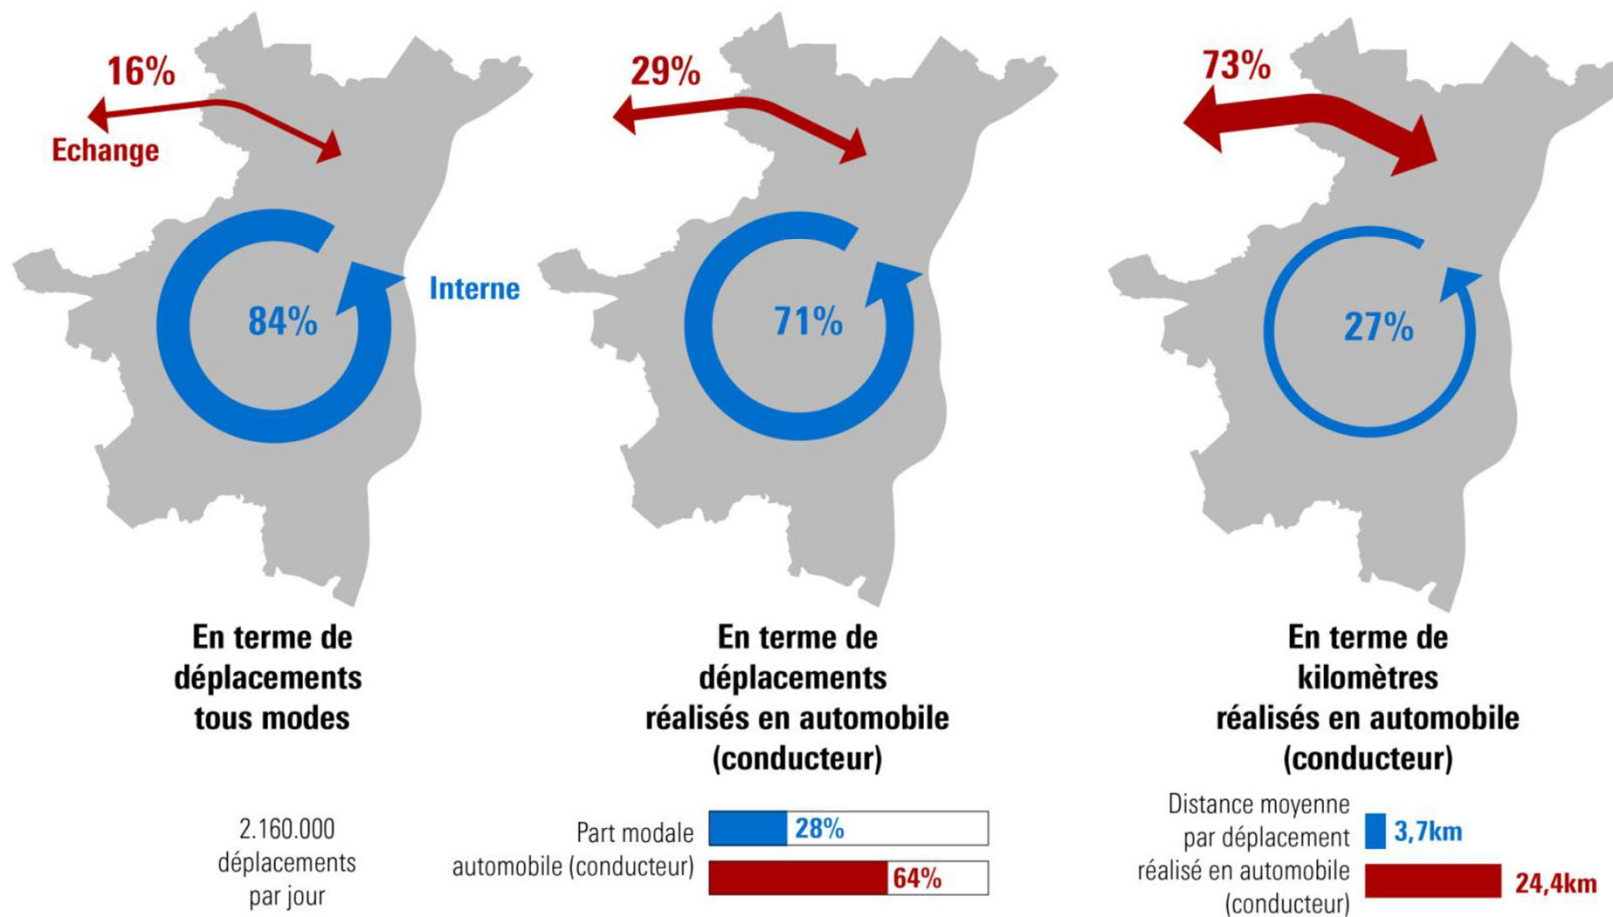 16%
Echange
84%
Interne
En terme de
déplacements
tous modes
2.160.000
déplacements
par jour
29%
71%
En terme de
déplacements
réalisés en automobile
(conducteur)
Part modale
automobile (conducteur)
28%
64%
73%
27%
En terme de
kilomètres
réalisés en automobile
(conducteur)
Distance moyenne
par déplacement
réalisé en automobile
(conducteur)
3,7km
24,4km